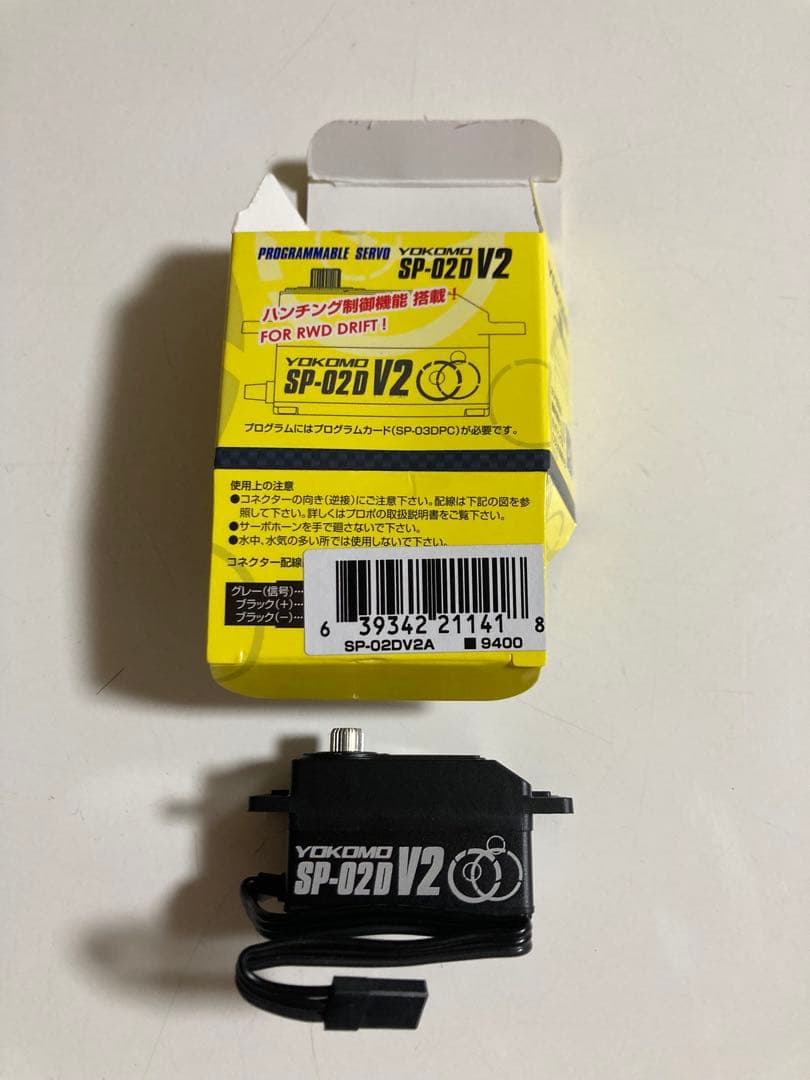 PROGRAMMABLE SERVO YOKOMO SP-02D V2
ハンチング制御機能 搭載!
FOR RWD DRIFT!
YOKOMO
SP-02D V2
プログラムにはプログラムカード(SP-03DPC)が必要です。
使用上の注意
●コネクターの向き(逆接)にご注意下さい。配線は下記の図を参
照して下さい。詳しくはプロポの取扱説明書をご覧下さい。
●サーボホーンを手で廻さないで下さい。
●水中、水気の多い所では使用しないで下さい。
コネクター配線
グレー(信号)…
ブラック(+)…
ブラック(−)…
6 39342 21141 8
SP-02DV2A ■9400
YOKOMO
SP-02D V2